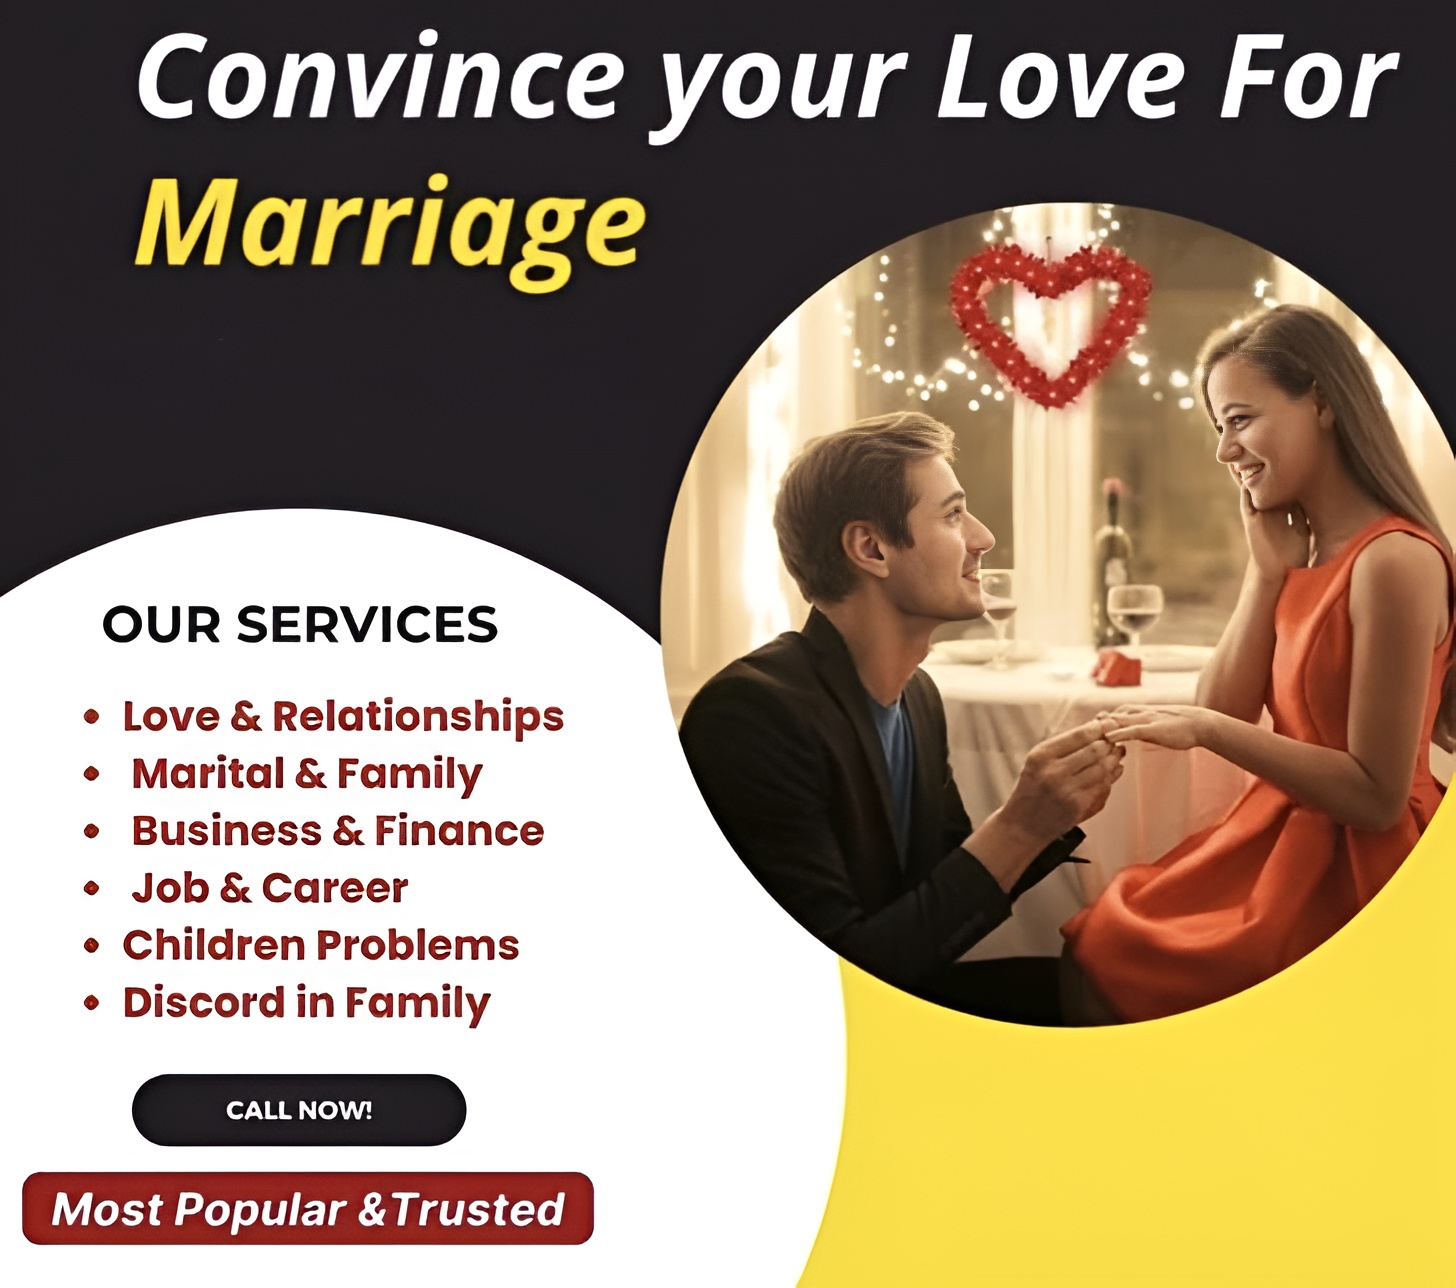 Convince your Love For
Marriage
OUR SERVICES
• Love & Relationships
• Marital & Family
• Business & Finance
• Job & Career
• Children Problems
• Discord in Family
CALL NOW!
Most Popular &Trusted